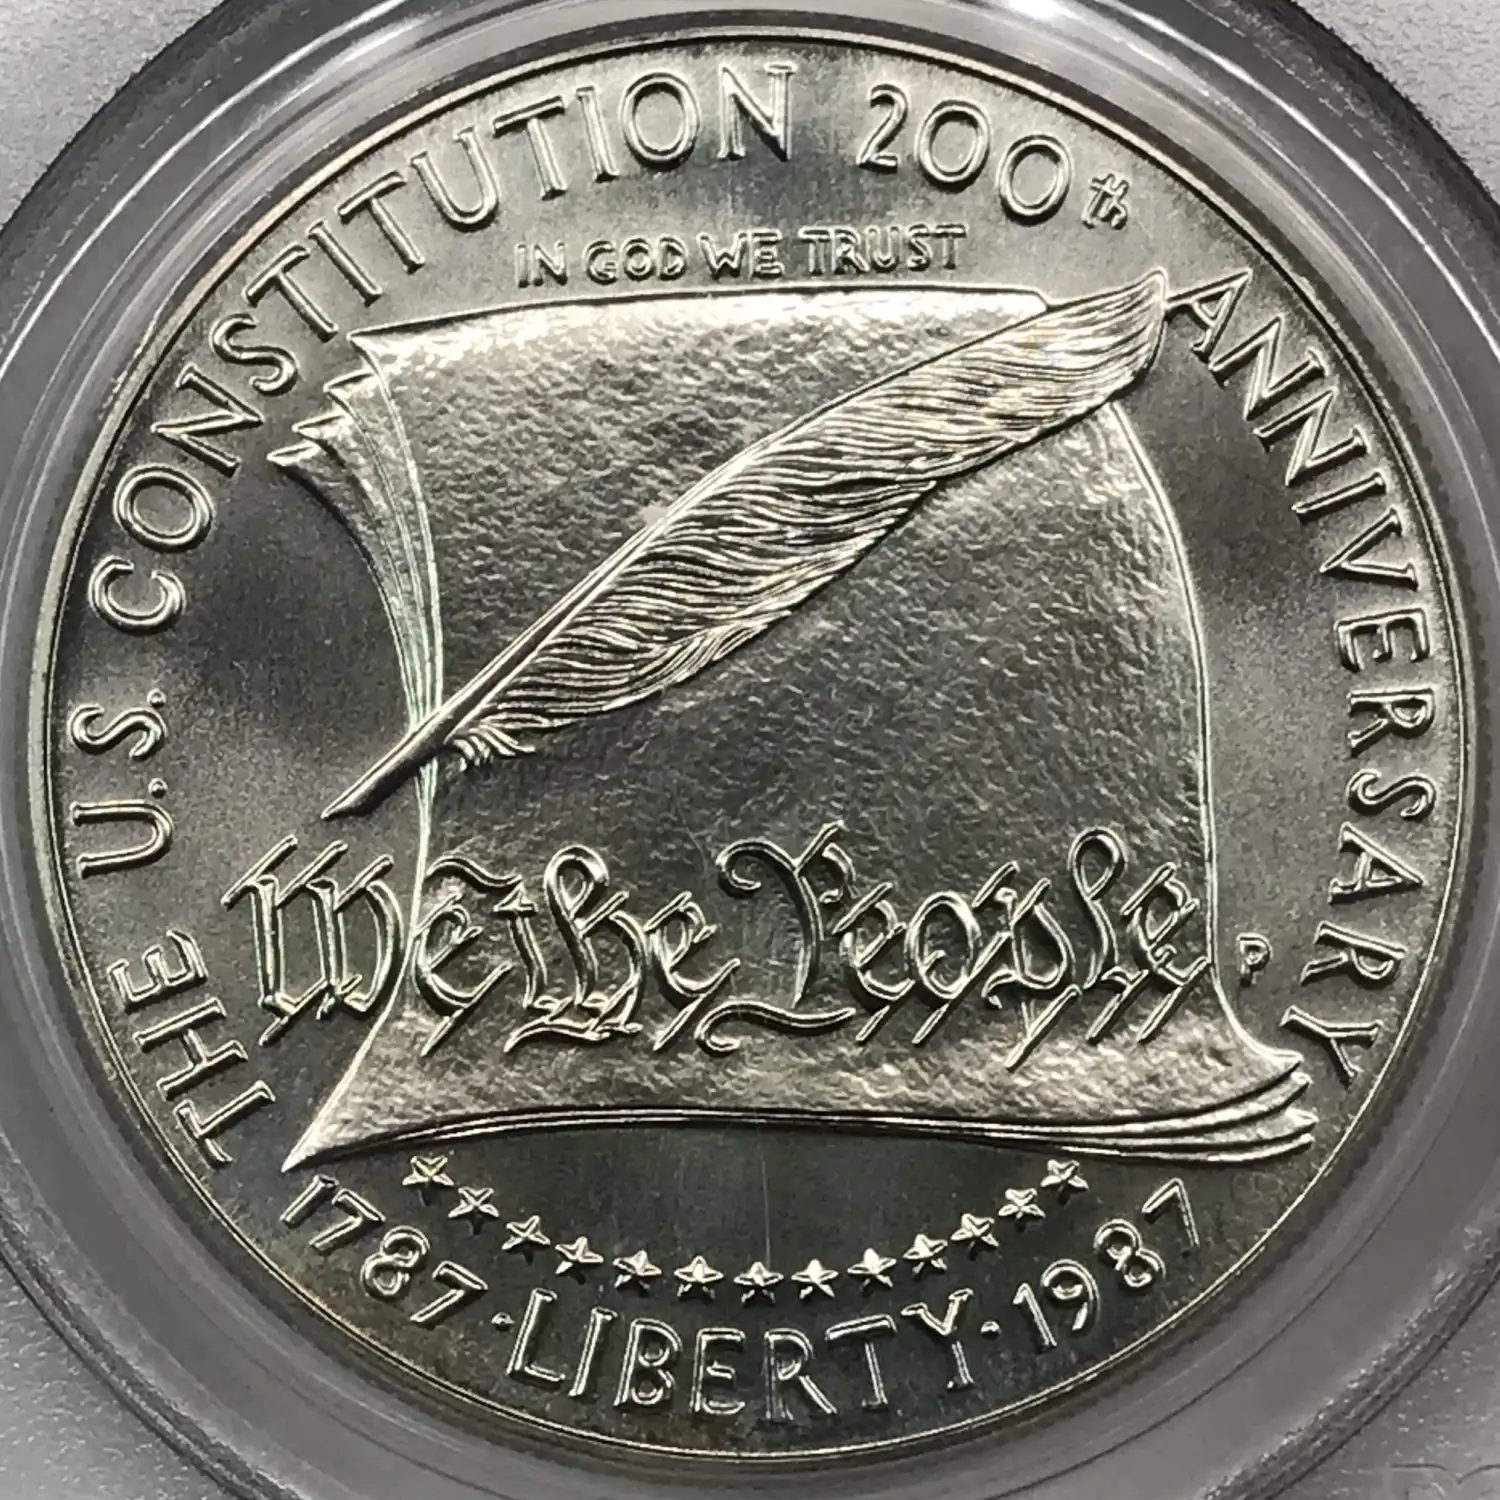 THE U.S. CONSTITUTION 200th ANNIVERSARY
IN GOD WE TRUST
We the People
P
1787 · LIBERTY · 1987